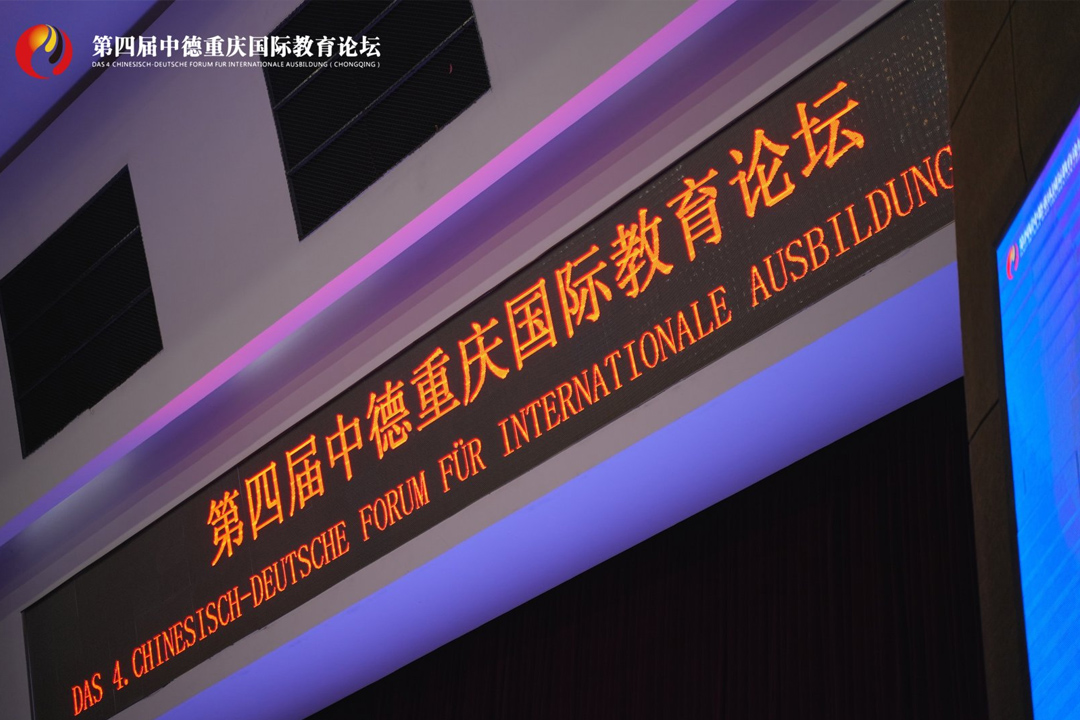 第四届中德重庆国际教育论坛
DAS 4. CHINESISCH-DEUTSCHE FORUM FUR INTERNATIONALE AUSBILDUNG ( CHONGQING )
第四届中德重庆国际教育论坛
DAS 4. CHINESISCH-DEUTSCHE FORUM FÜR INTERNATIONALE AUSBILDUNG